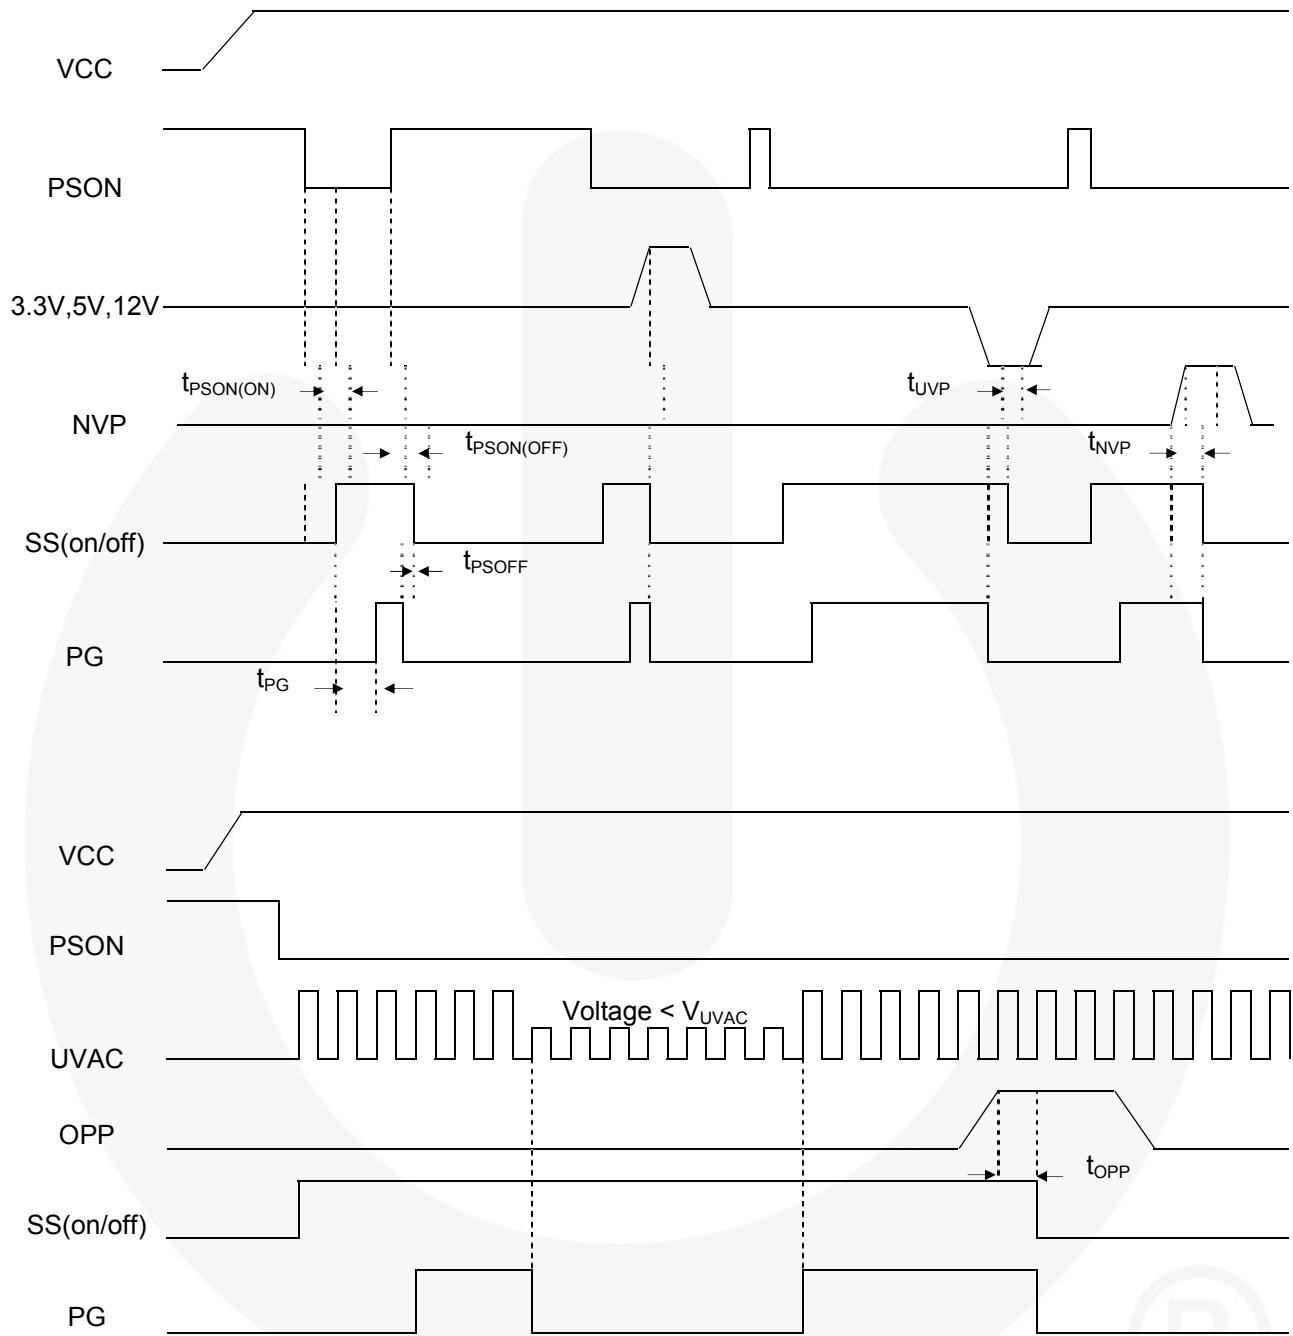 VCC
PSON
3.3V,5V,12V
tPSON(ON)
tUVP
NVP
tPSON(OFF)
tNVP
SS(on/off)
tPSOFF
PG
tPG
VCC
PSON
Voltage < VUVAC
UVAC
OPP
tOPP
SS(on/off)
PG
R